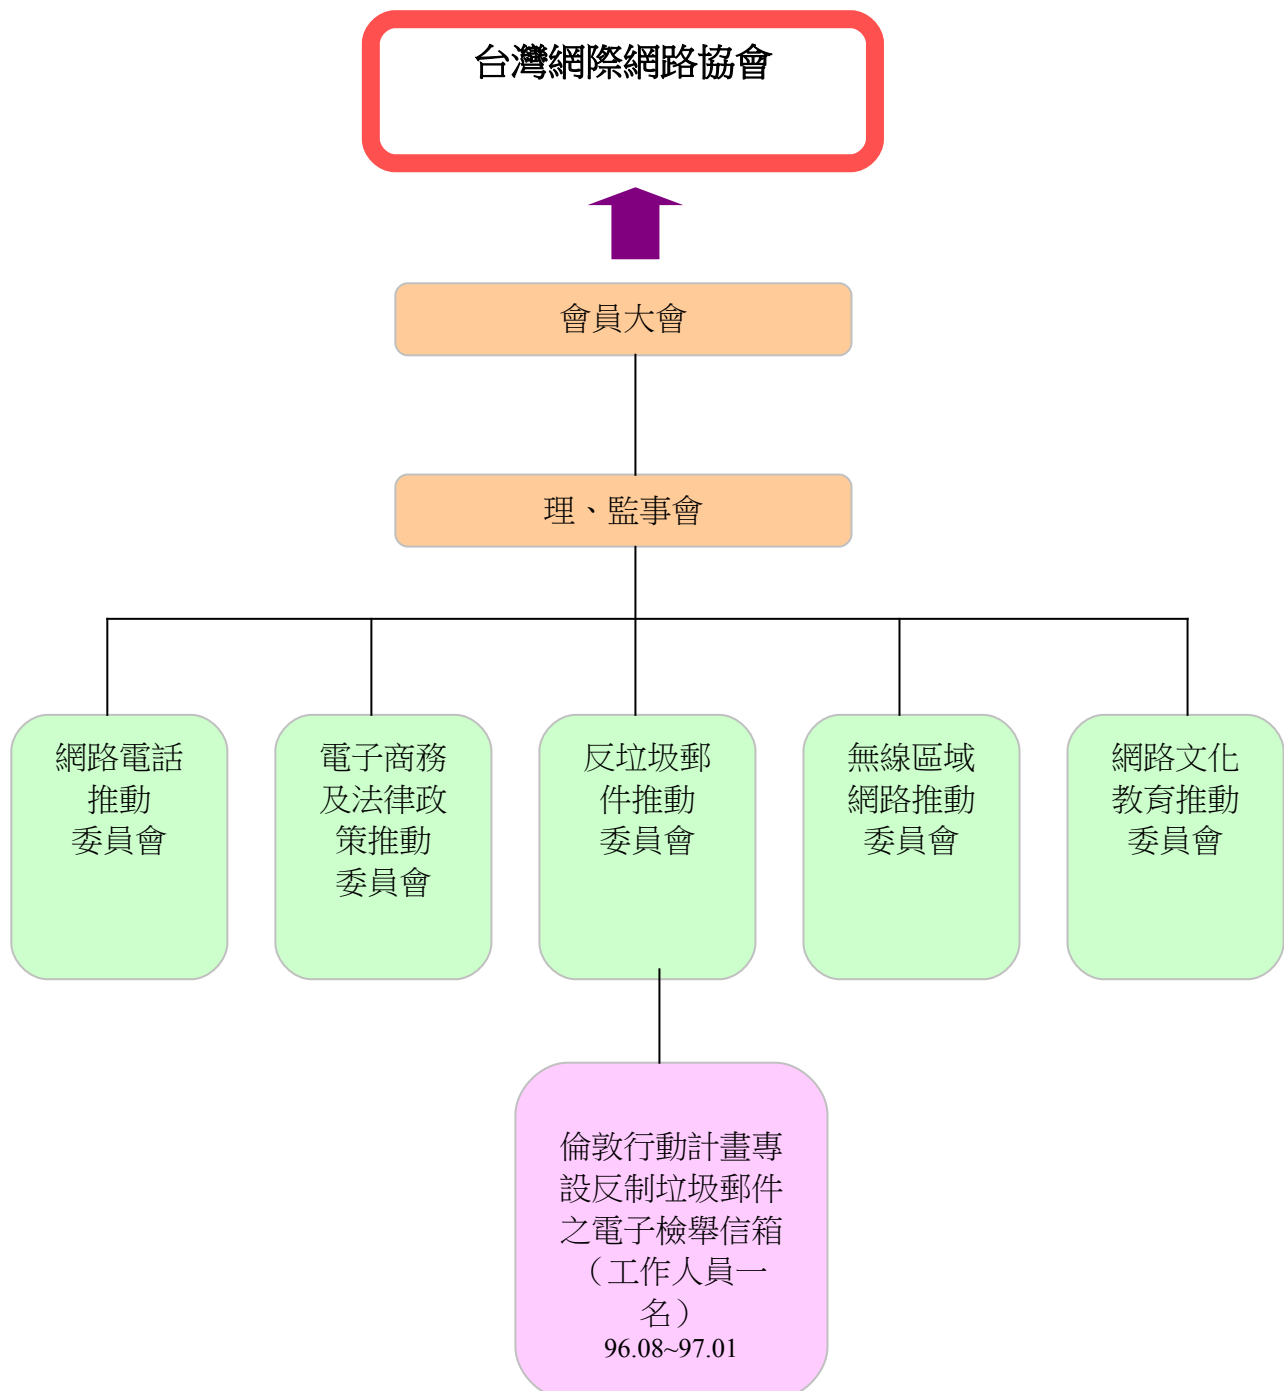 台灣網際網路協會
會員大會
理、監事會
網路電話
推動
委員會
電子商務
及法律政
策推動
委員會
反垃圾郵
件推動
委員會
無線區域
網路推動
委員會
網路文化
教育推動
委員會
倫敦行動計畫專
設反制垃圾郵件
之電子檢舉信箱
（工作人員一
名）
96.08~97.01